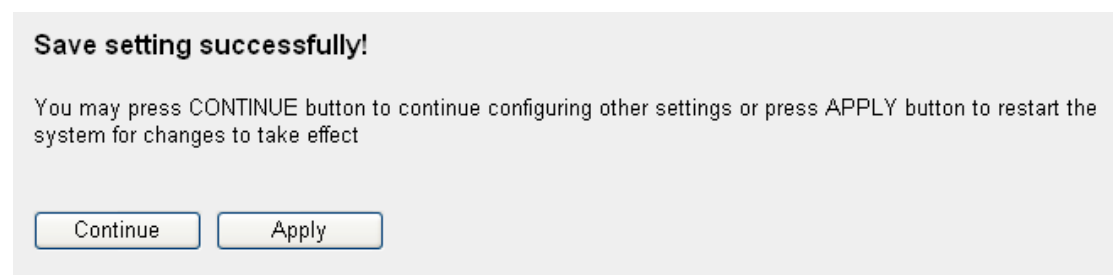 Save setting successfully!
You may press CONTINUE button to continue configuring other settings or press APPLY button to restart the
system for changes to take effect
Continue
Apply